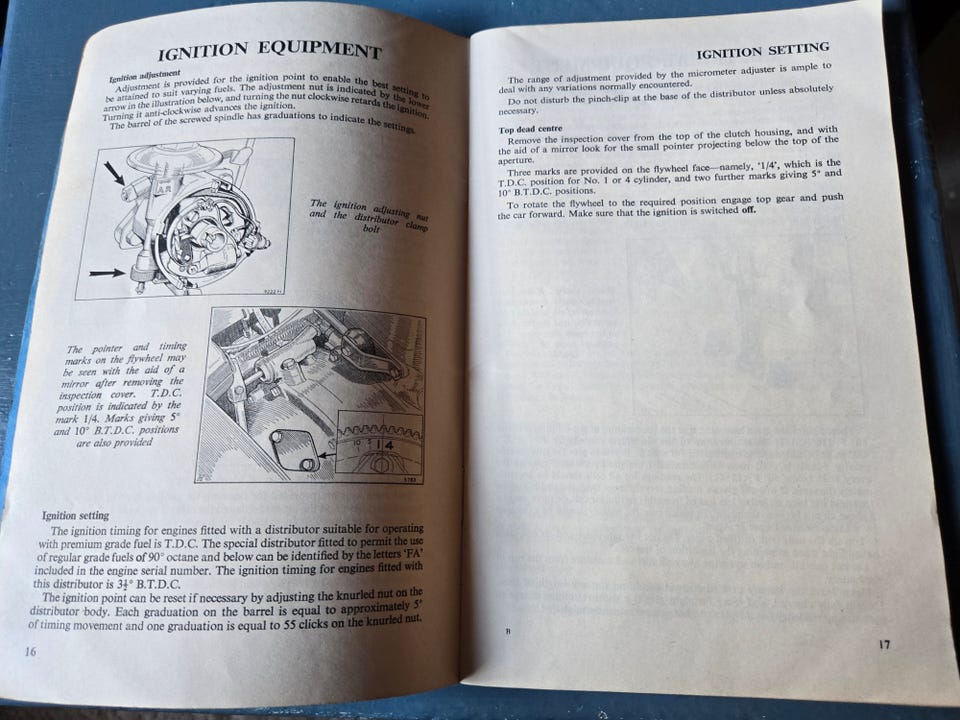 IGNITION EQUIPMENT
Ignition adjustment
Adjustment is provided for the ignition point to enable the best setting to
be attained to suit varying fuels. The adjustment nut is indicated by the lower
arrow in the illustration below, and turning the nut clockwise retards the ignition.
Turning it anti-clockwise advances the ignition.
The barrel of the screwed spindle has graduations to indicate the settings.
A R
9222 H
The ignition adjusting nut
and the distributor clamp
bolt
The pointer and timing
marks on the flywheel may
be seen with the aid of a
mirror after removing the
inspection cover. T.D.C.
position is indicated by the
mark 1/4. Marks giving 5°
and 10° B.T.D.C. positions
are also provided
10 5 1 4
Ignition setting
The ignition timing for engines fitted with a distributor suitable for operating
with premium grade fuel is T.D.C. The special distributor fitted to permit the use
of regular grade fuels of 90° octane and below can be identified by the letters ‘FA’
included in the engine serial number. The ignition timing for engines fitted with
this distributor is 3½° B.T.D.C.
The ignition point can be reset if necessary by adjusting the knurled nut on the
distributor body. Each graduation on the barrel is equal to approximately 5°
of timing movement and one graduation is equal to 55 clicks on the knurled nut.
16
IGNITION SETTING
The range of adjustment provided by the micrometer adjuster is ample to
deal with any variations normally encountered.
Do not disturb the pinch-clip at the base of the distributor unless absolutely
necessary.
Top dead centre
Remove the inspection cover from the top of the clutch housing, and with
the aid of a mirror look for the small pointer projecting below the top of the
aperture.
Three marks are provided on the flywheel face—namely, ‘1/4’, which is the
T.D.C. position for No. 1 or 4 cylinder, and two further marks giving 5° and
10° B.T.D.C. positions.
To rotate the flywheel to the required position engage top gear and push
the car forward. Make sure that the ignition is switched off.
B
17